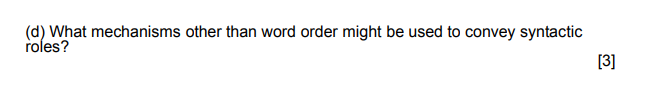 (d) What mechanisms other than word order might be used to convey syntactic
roles?
[3]